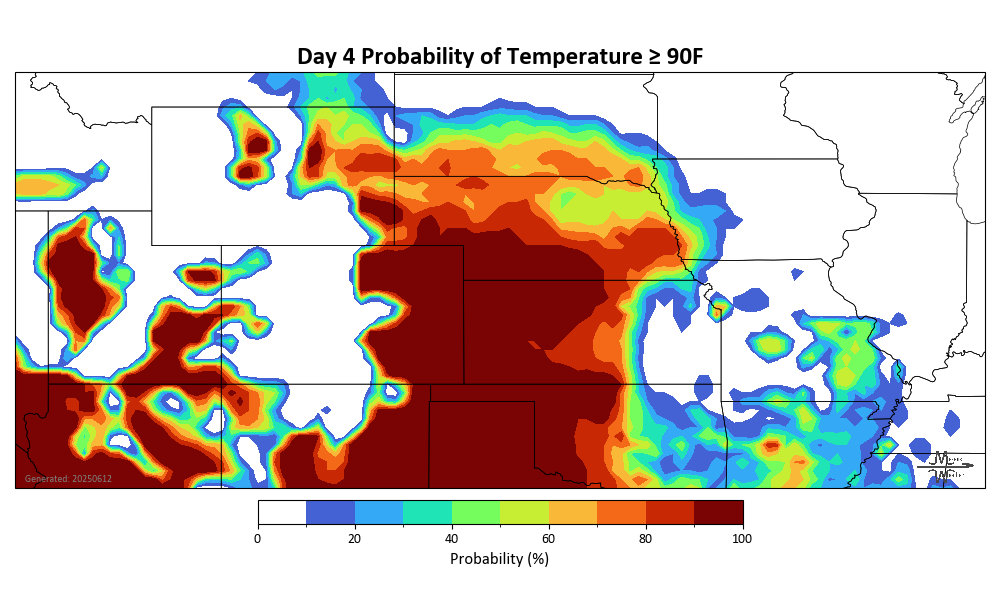 Day 4 Probability of Temperature ≥ 90F
Generated: 20250612
0 20 40 60 80 100
Probability (%)